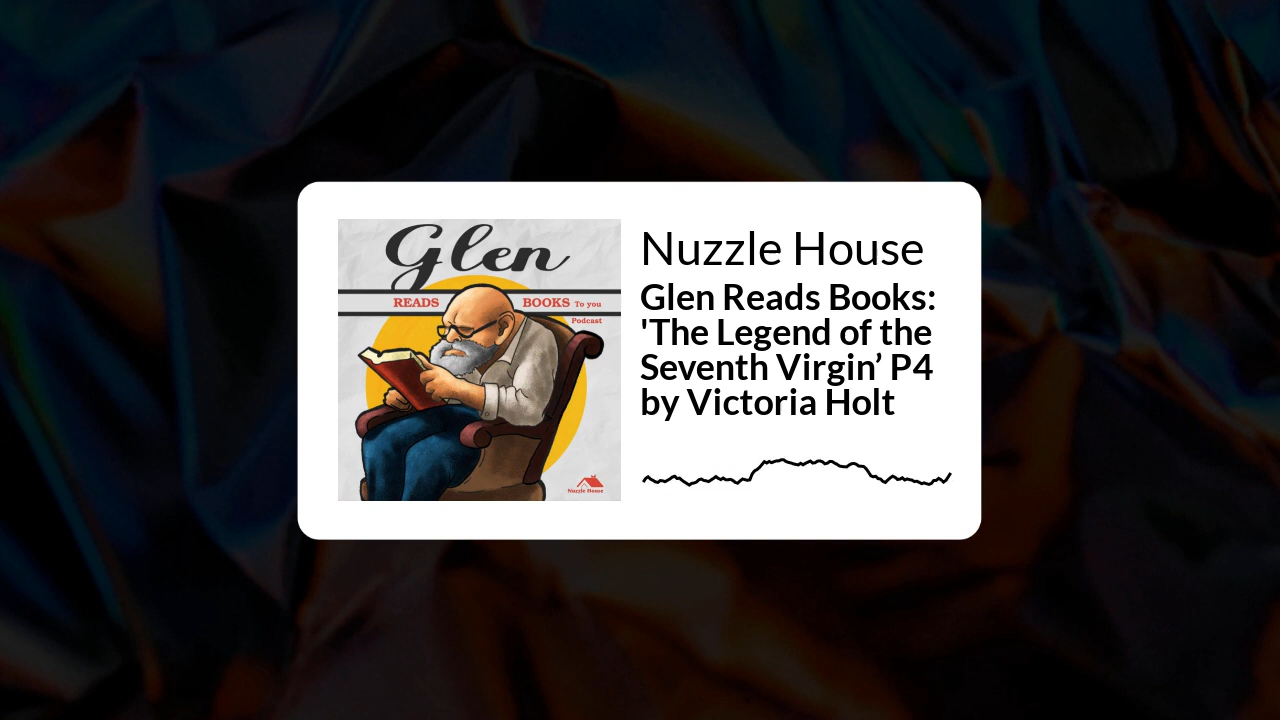 Glen
READS BOOKS To you
Podcast
Nuzzle House
Nuzzle House
Glen Reads Books:
'The Legend of the
Seventh Virgin’ P4
by Victoria Holt